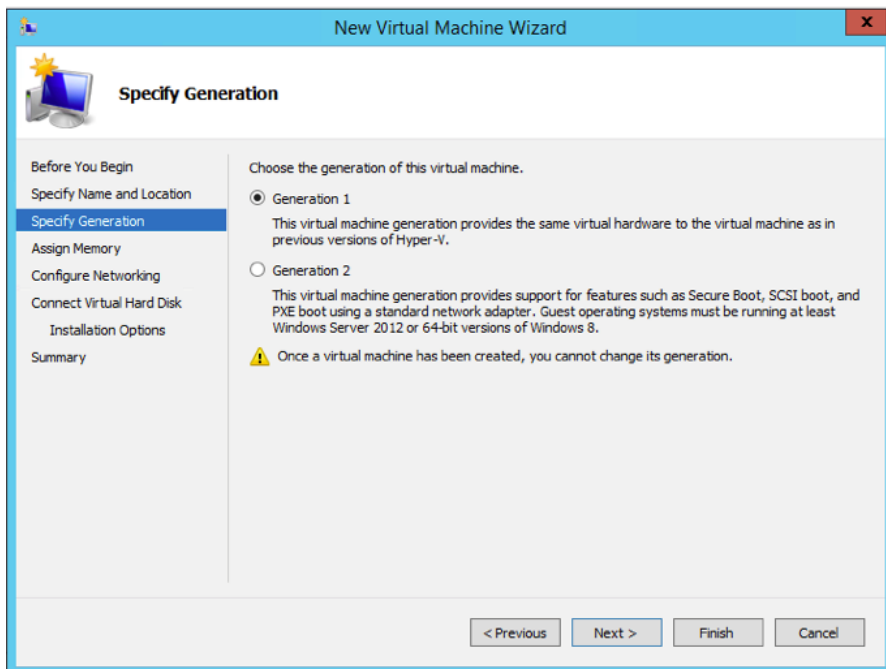 New Virtual Machine Wizard
x
Specify Generation
Before You Begin
Specify Name and Location
Specify Generation
Assign Memory
Configure Networking
Connect Virtual Hard Disk
Installation Options
Summary
Choose the generation of this virtual machine.
Generation 1
This virtual machine generation provides the same virtual hardware to the virtual machine as in
previous versions of Hyper-V.
Generation 2
This virtual machine generation provides support for features such as Secure Boot, SCSI boot, and
PXE boot using a standard network adapter. Guest operating systems must be running at least
Windows Server 2012 or 64-bit versions of Windows 8.
Once a virtual machine has been created, you cannot change its generation.
< Previous
Next >
Finish
Cancel